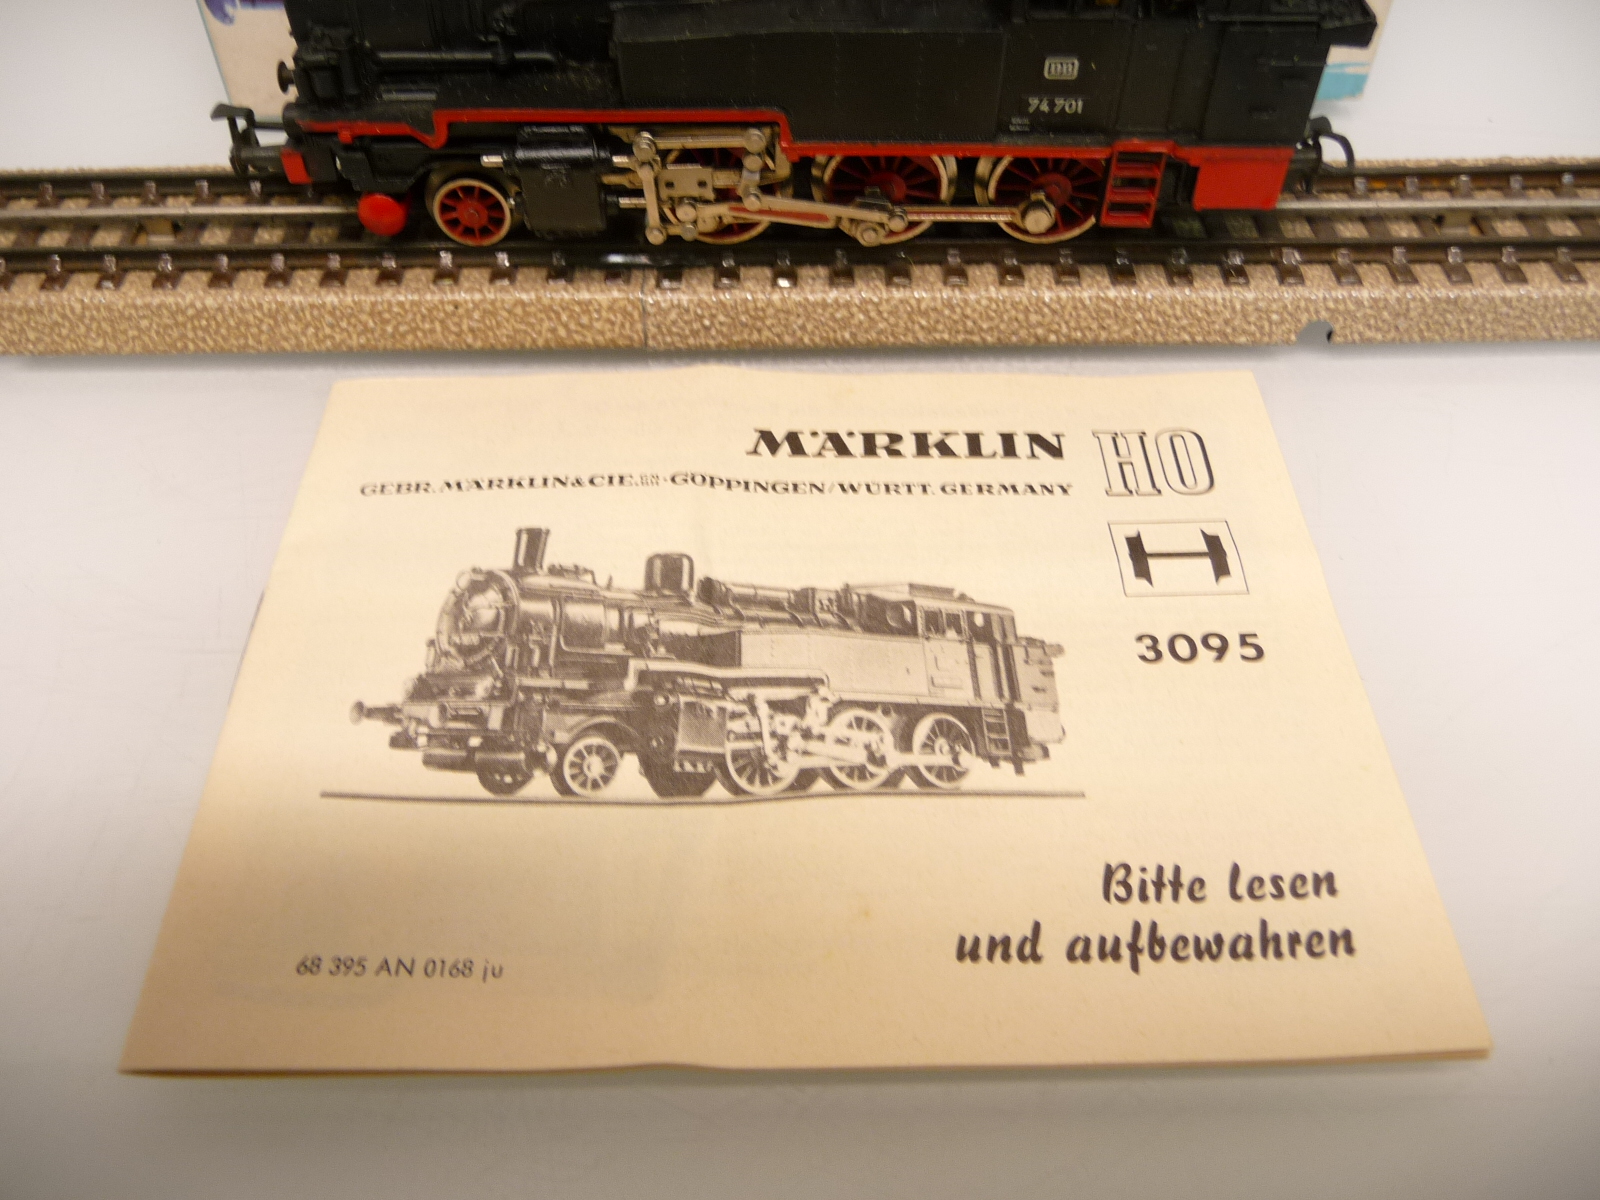 DB
74 701
MÄRKLIN HO
GEBR. MÄRKLIN & CIE. · GÖPPINGEN/WÜRTT. GERMANY
3095
Bitte lesen
und aufbewahren
68 395 AN 0168 ju